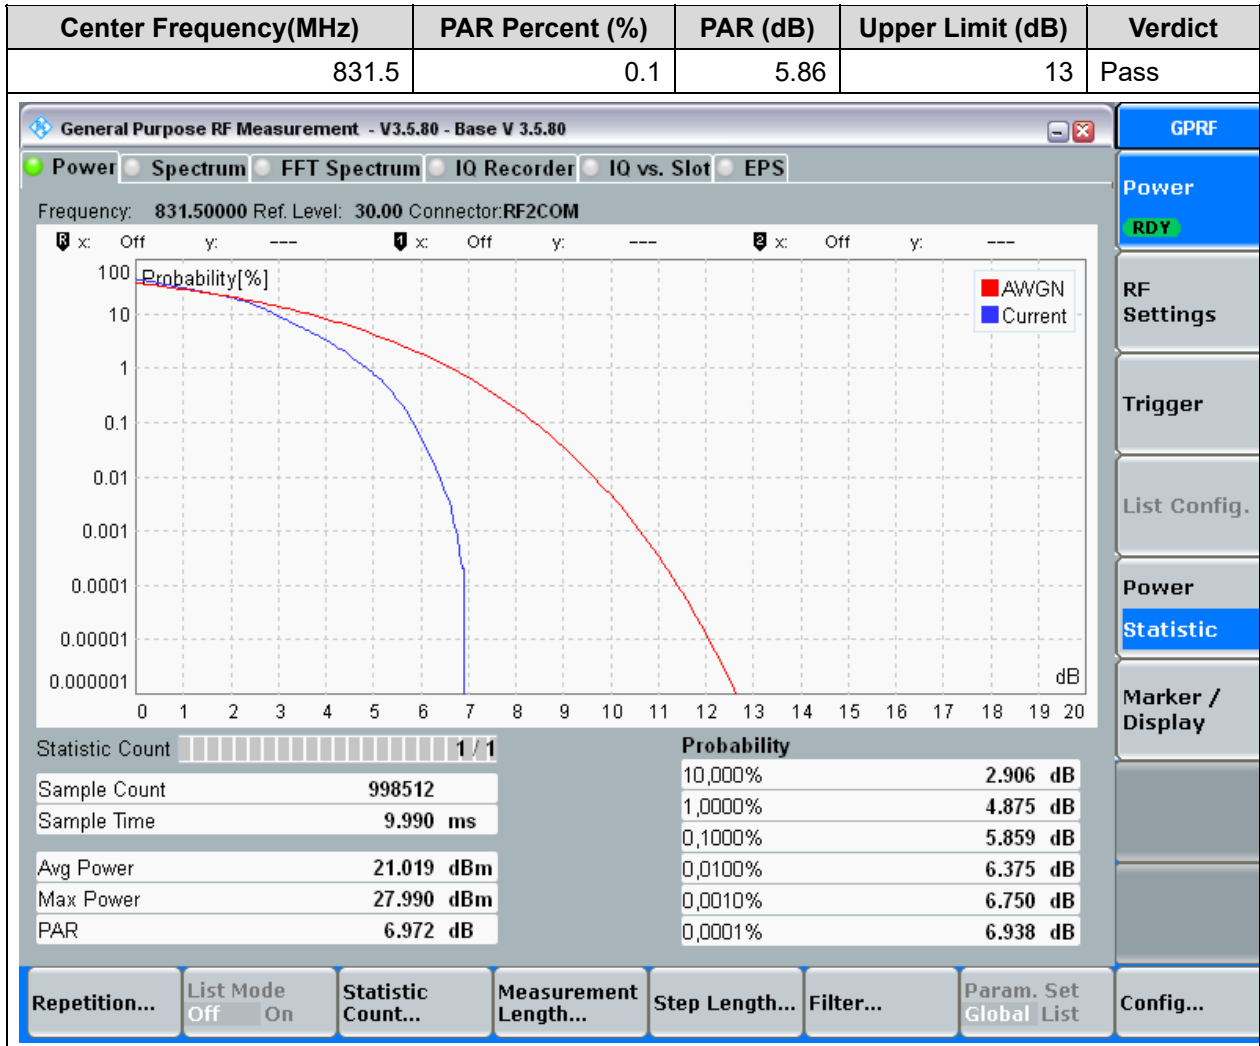 Center Frequency(MHz) PAR Percent (%) PAR (dB) Upper Limit (dB) Verdict
831.5 0.1 5.86 13 Pass
General Purpose RF Measurement - V3.5.80 - Base V 3.5.80
GPRF
Power Spectrum FFT Spectrum IQ Recorder IQ vs. Slot EPS
Power
RDY
Frequency: 831.50000 Ref. Level: 30.00 Connector:RF2COM
R x: Off y: --- 1 x: Off y: --- 2 x: Off y: ---
Probability[%]
100
10
1
0.1
0.01
0.001
0.0001
0.00001
0.000001
AWGN
Current
dB
0 1 2 3 4 5 6 7 8 9 10 11 12 13 14 15 16 17 18 19 20
RF
Settings
Trigger
List Config.
Power
Statistic
Marker /
Display
Statistic Count 1 / 1
Sample Count 998512
Sample Time 9.990 ms
Avg Power 21.019 dBm
Max Power 27.990 dBm
PAR 6.972 dB
Probability
10,000% 2.906 dB
1,0000% 4.875 dB
0,1000% 5.859 dB
0,0100% 6.375 dB
0,0010% 6.750 dB
0,0001% 6.938 dB
Repetition...
List Mode
Off On
Statistic
Count...
Measurement
Length...
Step Length...
Filter...
Param. Set
Global List
Config...